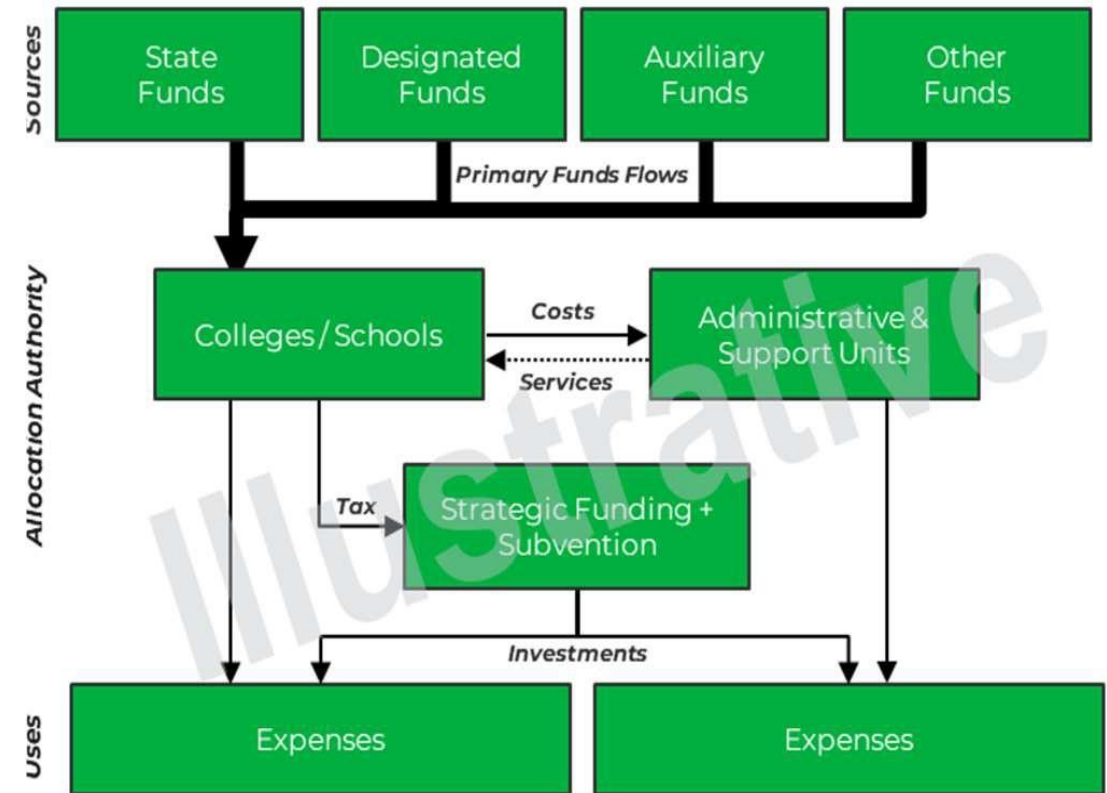 Sources
State
Funds
Designated
Funds
Auxiliary
Funds
Other
Funds
Primary Funds Flows
Allocation Authority
Colleges / Schools
Costs
Services
Administrative &
Support Units
Tax
Strategic Funding +
Subvention
Investments
Illustrative
Uses
Expenses
Expenses